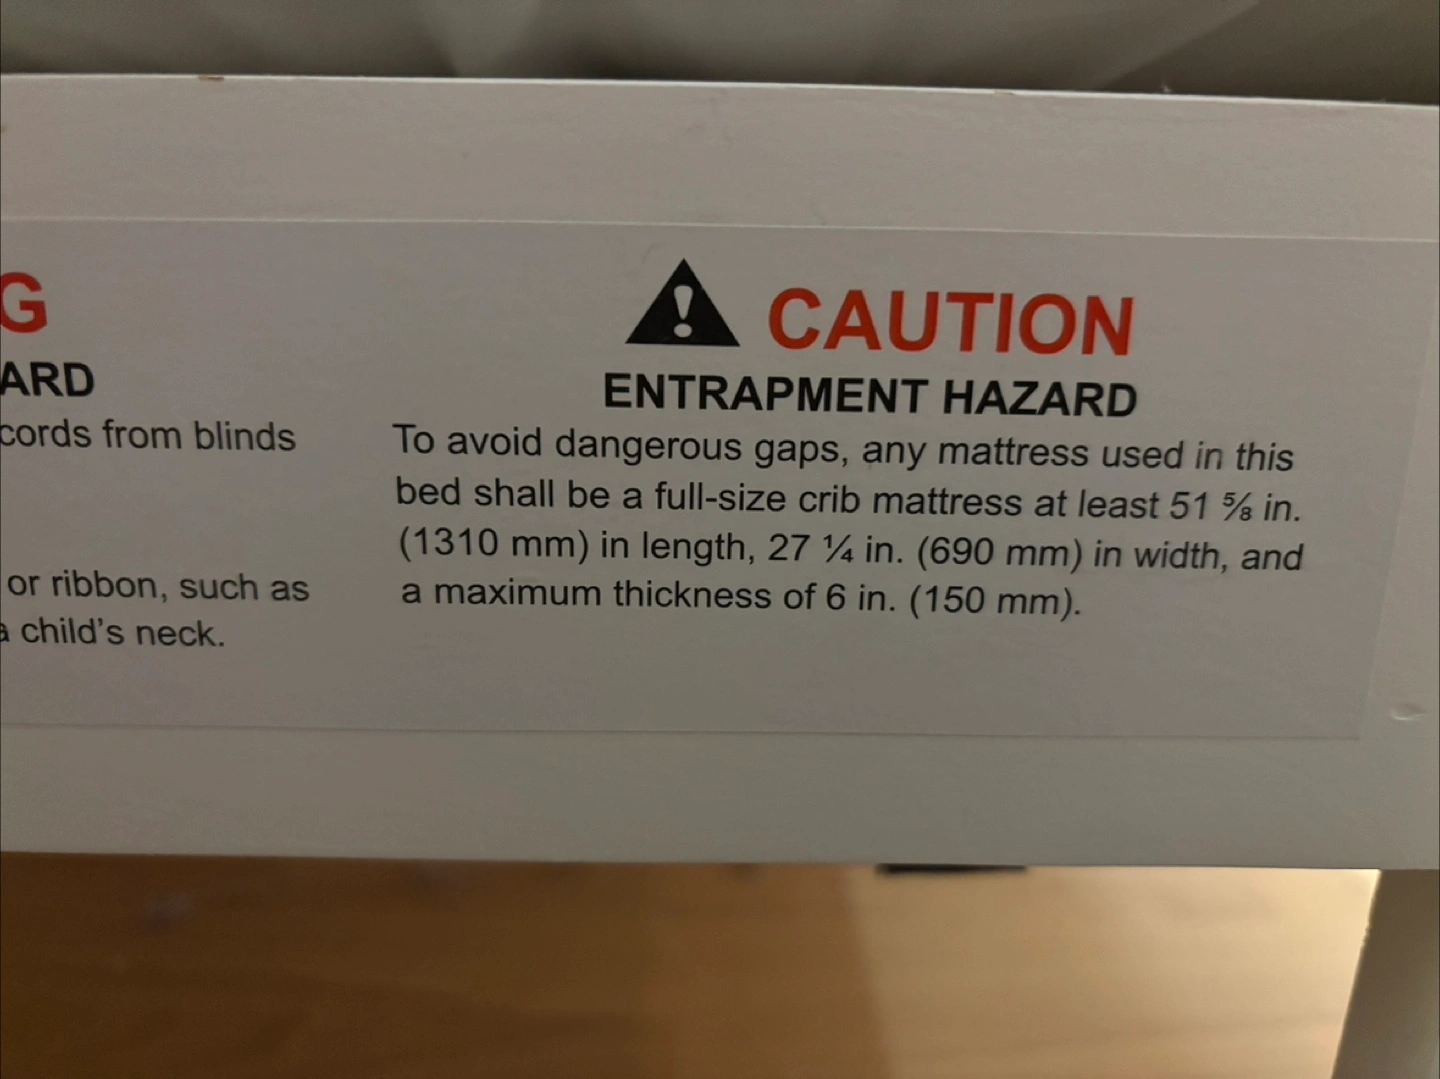 G
ARD
cords from blinds
or ribbon, such as
a child's neck.
CAUTION
ENTRAPMENT HAZARD
To avoid dangerous gaps, any mattress used in this
bed shall be a full-size crib mattress at least 51 ⅝ in.
(1310 mm) in length, 27 ¼ in. (690 mm) in width, and
a maximum thickness of 6 in. (150 mm).